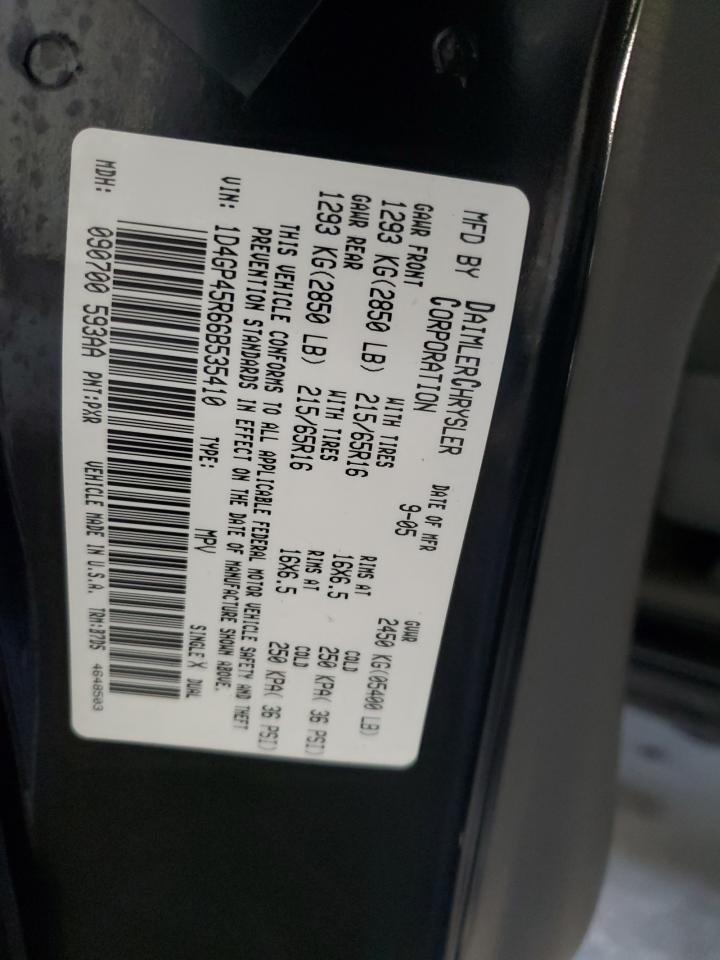 MFD BY DAIMLERCHRYSLER CORPORATION DATE OF MFR 9-05 GVWR 2450 KG(05400 LB)
GAWR FRONT WITH TIRES RIMS AT COLD
1293 KG(2850 LB) 215/65R16 16X6.5 250 KPA( 36 PSI)
GAWR REAR WITH TIRES RIMS AT COLD
1293 KG(2850 LB) 215/65R16 16X6.5 250 KPA( 36 PSI)
THIS VEHICLE CONFORMS TO ALL APPLICABLE FEDERAL MOTOR VEHICLE SAFETY AND THEFT
PREVENTION STANDARDS IN EFFECT ON THE DATE OF MANUFACTURE SHOWN ABOVE.
VIN: 1D4GP45R66B535410 TYPE: MPV SINGLE X DUAL
MDH: 090700 593AA PNT:PXR VEHICLE MADE IN U.S.A. TRM:B7D5 4648503